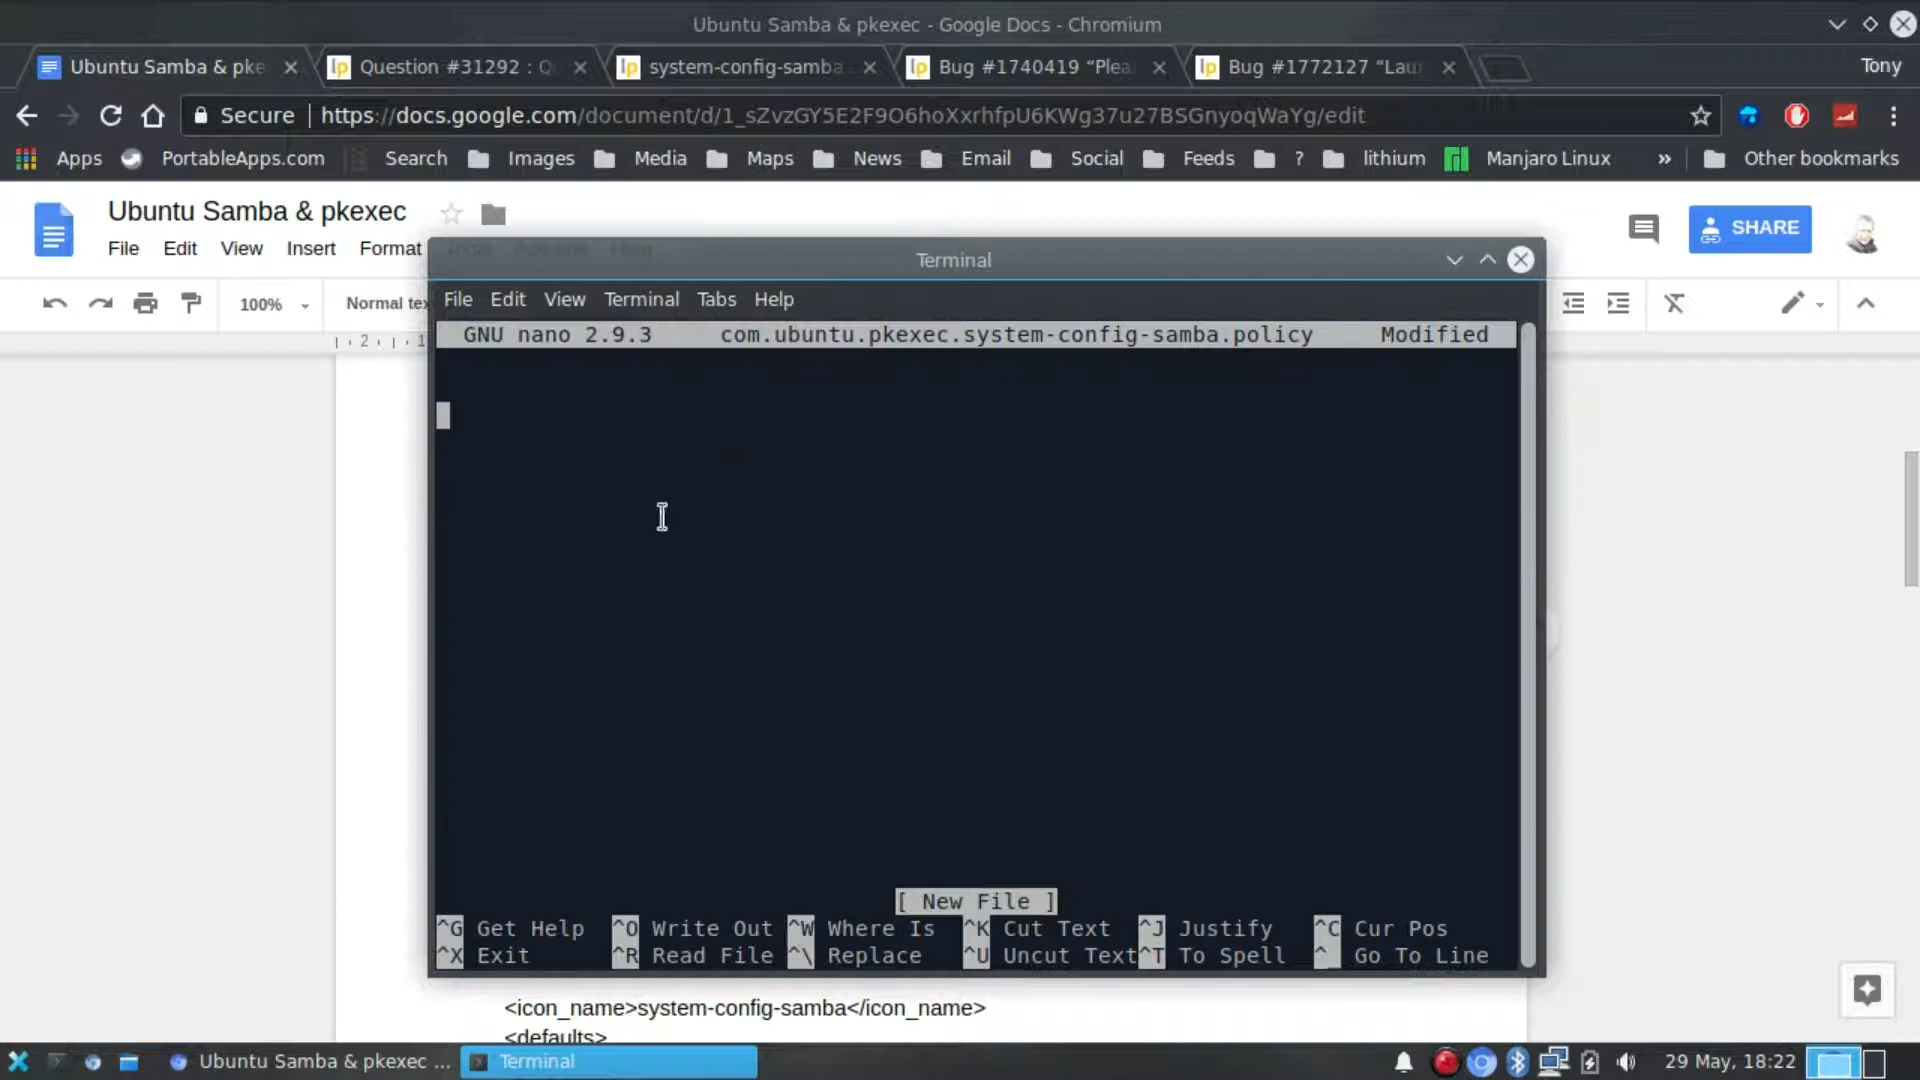 Ubuntu Samba & pkexec - Google Docs - Chromium
Ubuntu Samba & pke
Question #31292 : Q
system-config-samba
Bug #1740419 “Plea
Bug #1772127 “Lau
Tony
Secure
https://docs.google.com/document/d/1_sZvzGY5E2F9O6hoXxrhfpU6KWg37u27BSGnyoqWaYg/edit
Apps PortableApps.com Search Images Media Maps News Email Social Feeds ? lithium Manjaro Linux » Other bookmarks
Ubuntu Samba & pkexec
SHARE
File Edit View Insert Format
100% Normal tex
2 1
Terminal
File Edit View Terminal Tabs Help
GNU nano 2.9.3 com.ubuntu.pkexec.system-config-samba.policy Modified
[ New File ]
^G Get Help ^O Write Out ^W Where Is ^K Cut Text ^J Justify ^C Cur Pos
^X Exit ^R Read File ^\ Replace ^U Uncut Text ^T To Spell ^_ Go To Line
<icon_name>system-config-samba</icon_name>
<defaults>
Ubuntu Samba & pkexec ...
Terminal
29 May, 18:22